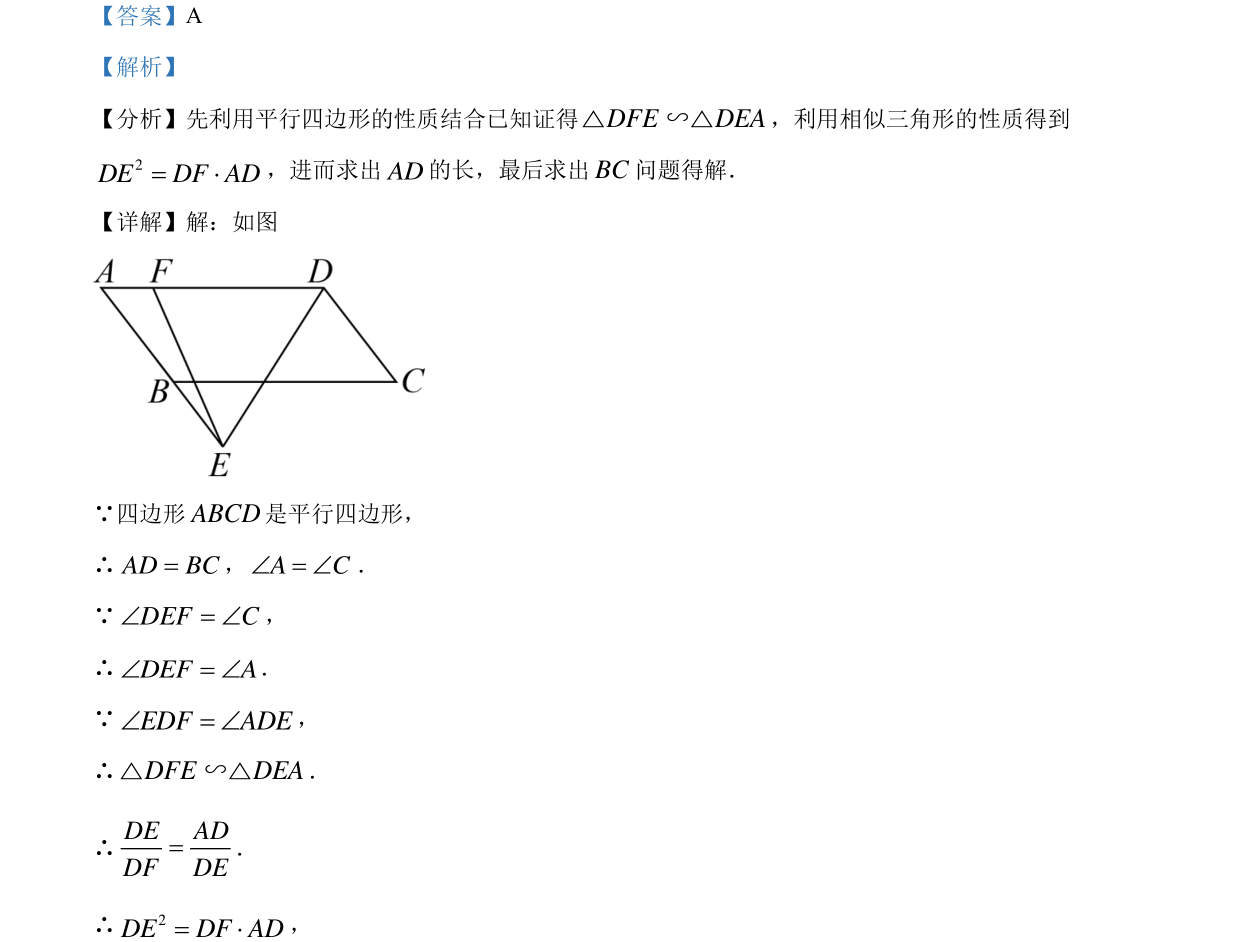 【答案】A
【解析】
【分析】先利用平行四边形的性质结合已知证得△DFE∽△DEA，利用相似三角形的性质得到
DE²=DF·AD，进而求出AD的长，最后求出BC问题得解．
【详解】解：如图
A F D
B C
E
∵四边形ABCD是平行四边形，
∴AD=BC，∠A=∠C．
∵∠DEF=∠C，
∴∠DEF=∠A．
∵∠EDF=∠ADE，
∴△DFE∽△DEA．
∴DE/DF=AD/DE．
∴DE²=DF·AD，